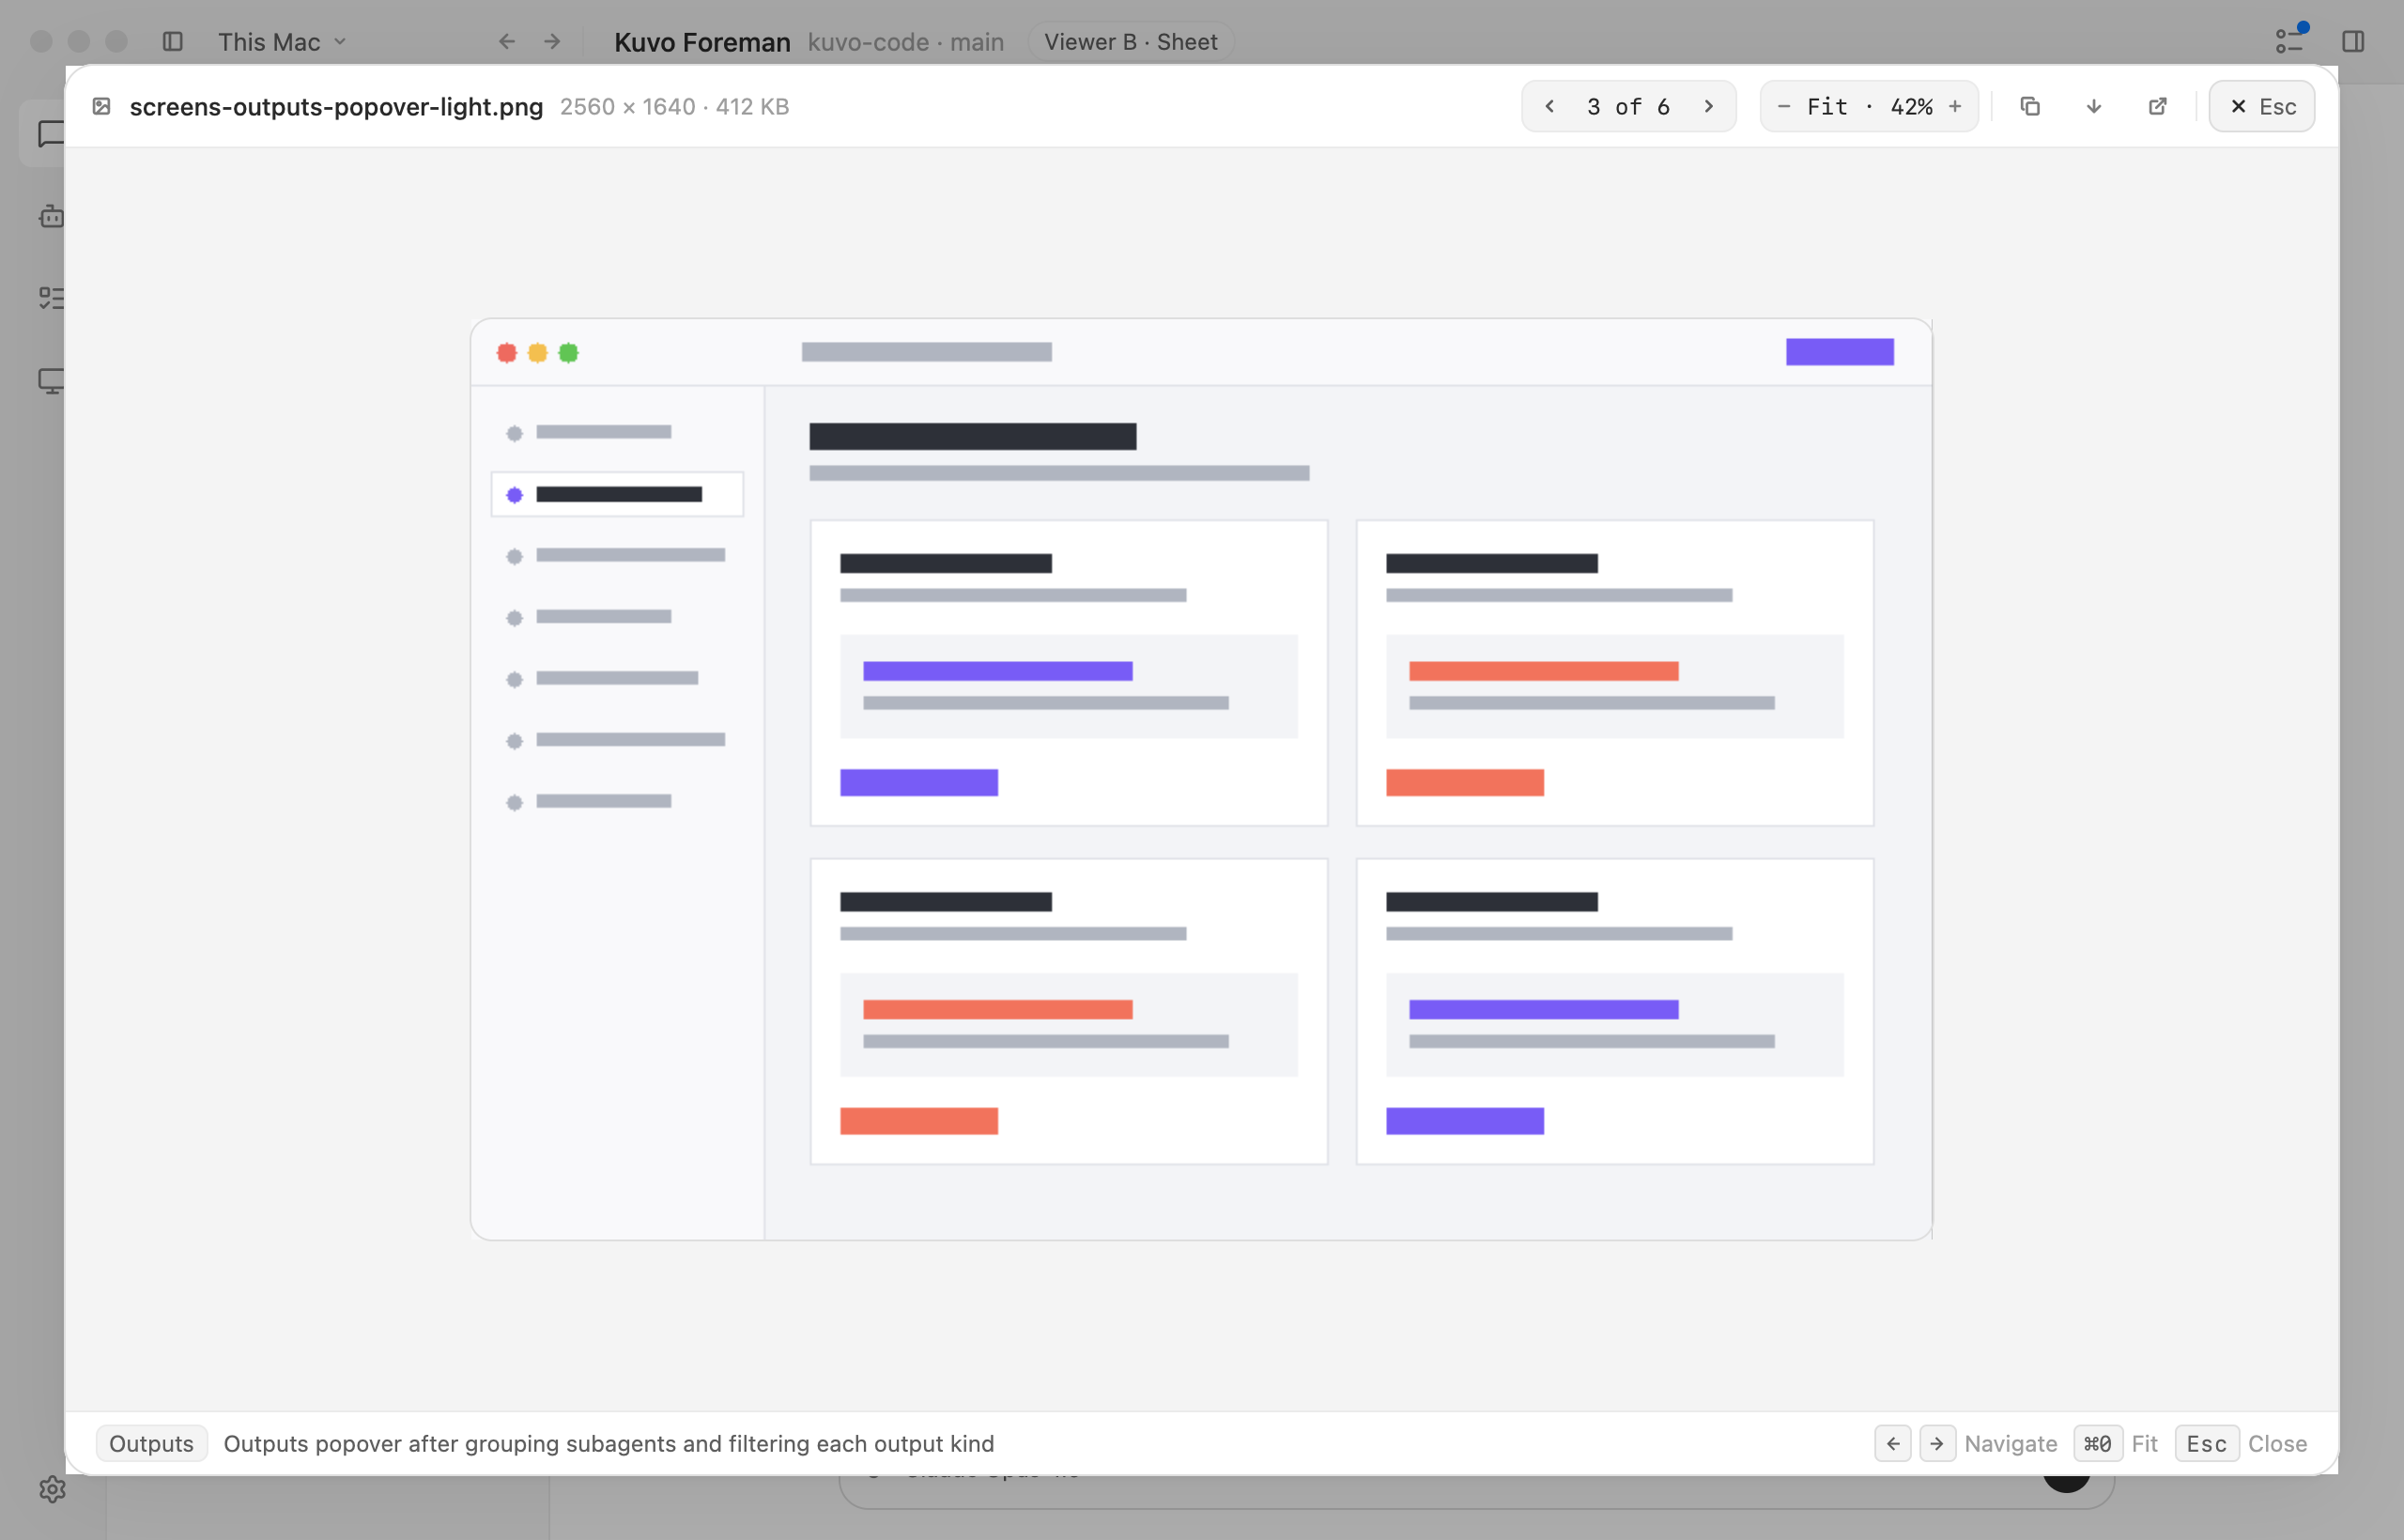 This Mac
Kuvo Foreman kuvo-code · main Viewer B · Sheet
screens-outputs-popover-light.png 2560 × 1640 · 412 KB
3 of 6
Fit · 42%
Esc
Outputs Outputs popover after grouping subagents and filtering each output kind
Navigate ⌘0 Fit Esc Close